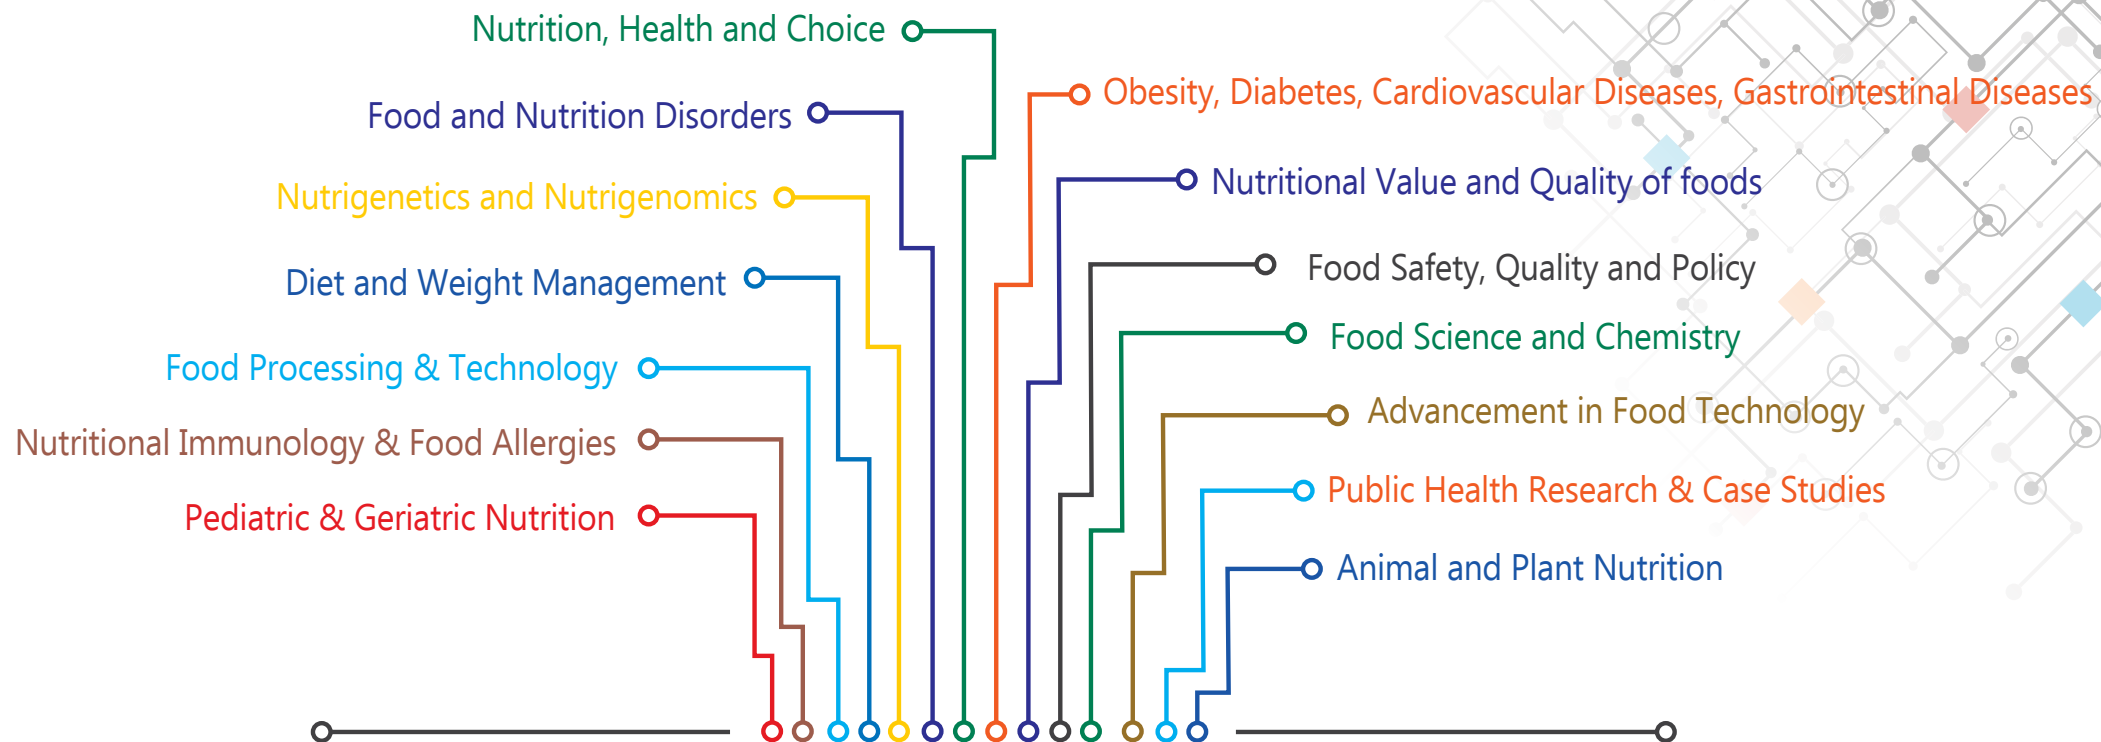 Nutrition, Health and Choice
Food and Nutrition Disorders
Nutrigenetics and Nutrigenomics
Diet and Weight Management
Food Processing & Technology
Nutritional Immunology & Food Allergies
Pediatric & Geriatric Nutrition
Obesity, Diabetes, Cardiovascular Diseases, Gastrointestinal Diseases
Nutritional Value and Quality of foods
Food Safety, Quality and Policy
Food Science and Chemistry
Advancement in Food Technology
Public Health Research & Case Studies
Animal and Plant Nutrition